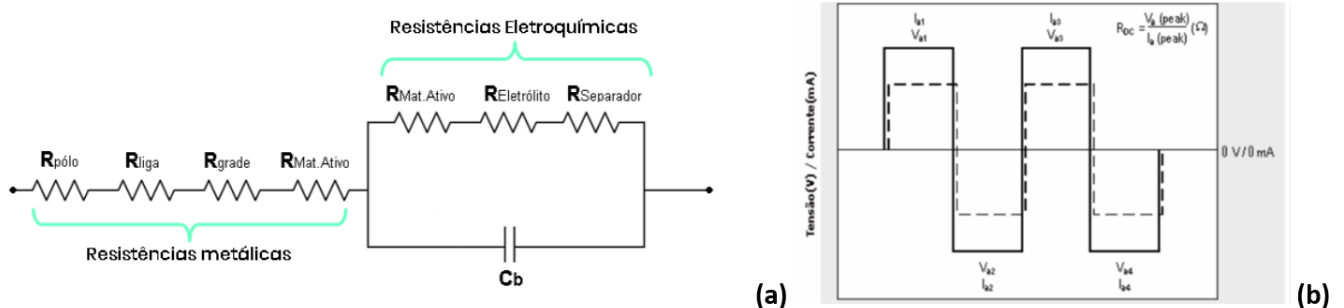 Resistências Eletroquímicas
RMat.Ativo REletrólito RSeparador
Rpólo Rliga Rgrade RMat.Ativo
Resistências metálicas
Cb
(a)
Tensão(V) / Corrente(mA)
Ia1
Va1
Ia3
Va3
RDC = Va (peak) / Ia (peak) (Ω)
0 V/0 mA
Va2
Ia2
Va4
Ia4
(b)